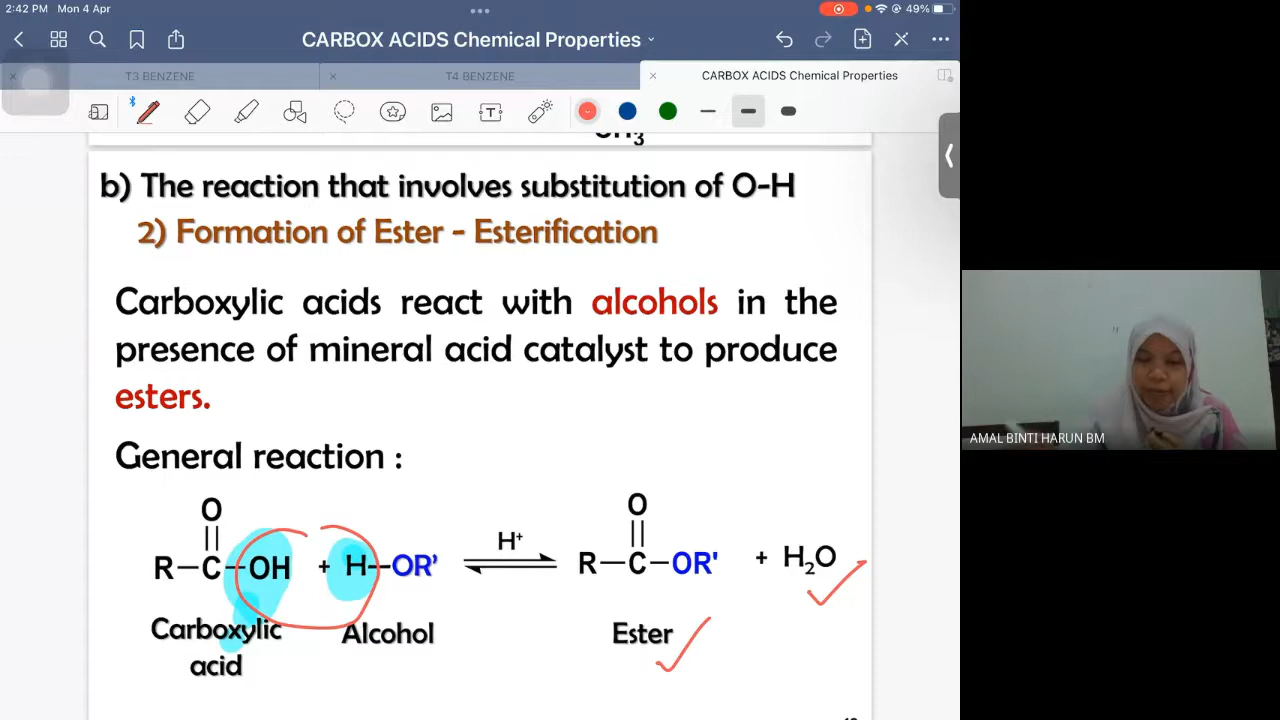 2:42 PM Mon 4 Apr
49%
CARBOX ACIDS Chemical Properties
T3 BENZENE
T4 BENZENE
CARBOX ACIDS Chemical Properties
CH3
b) The reaction that involves substitution of O-H
2) Formation of Ester - Esterification
Carboxylic acids react with alcohols in the
presence of mineral acid catalyst to produce
esters.
General reaction :
O
R-C-OH + H-OR' H+ R-C-OR' + H2O
O
Carboxylic acid
Alcohol
Ester
AMAL BINTI HARUN BM